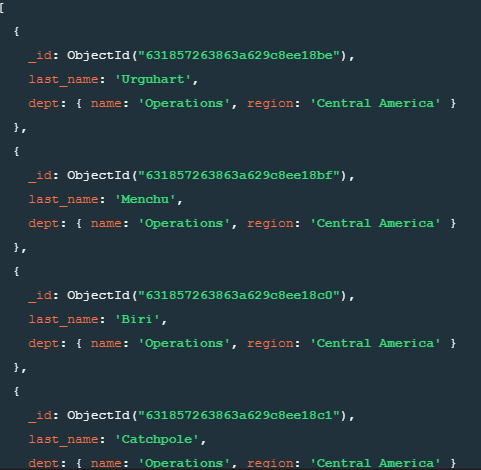 [
{
_id: ObjectId("631857263863a629c8ee18be"),
last_name: 'Urguhart',
dept: { name: 'Operations', region: 'Central America' }
},
{
_id: ObjectId("631857263863a629c8ee18bf"),
last_name: 'Menchu',
dept: { name: 'Operations', region: 'Central America' }
},
{
_id: ObjectId("631857263863a629c8ee18c0"),
last_name: 'Biri',
dept: { name: 'Operations', region: 'Central America' }
},
{
_id: ObjectId("631857263863a629c8ee18c1"),
last_name: 'Catchpole',
dept: { name: 'Operations', region: 'Central America' }